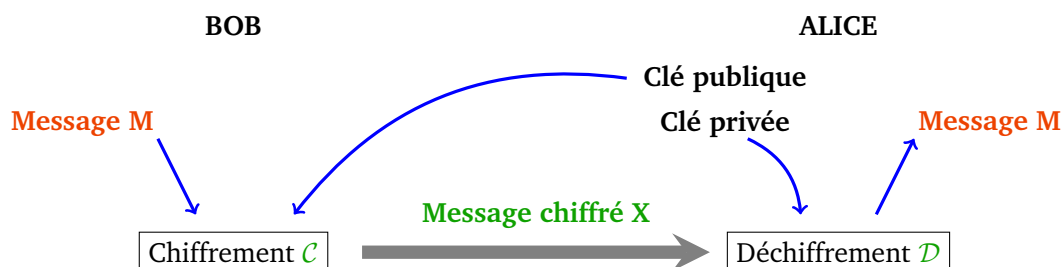 BOB
ALICE
Clé publique
Message M
Clé privée
Message M
Message chiffré X
Chiffrement 𝒞
Déchiffrement 𝒟